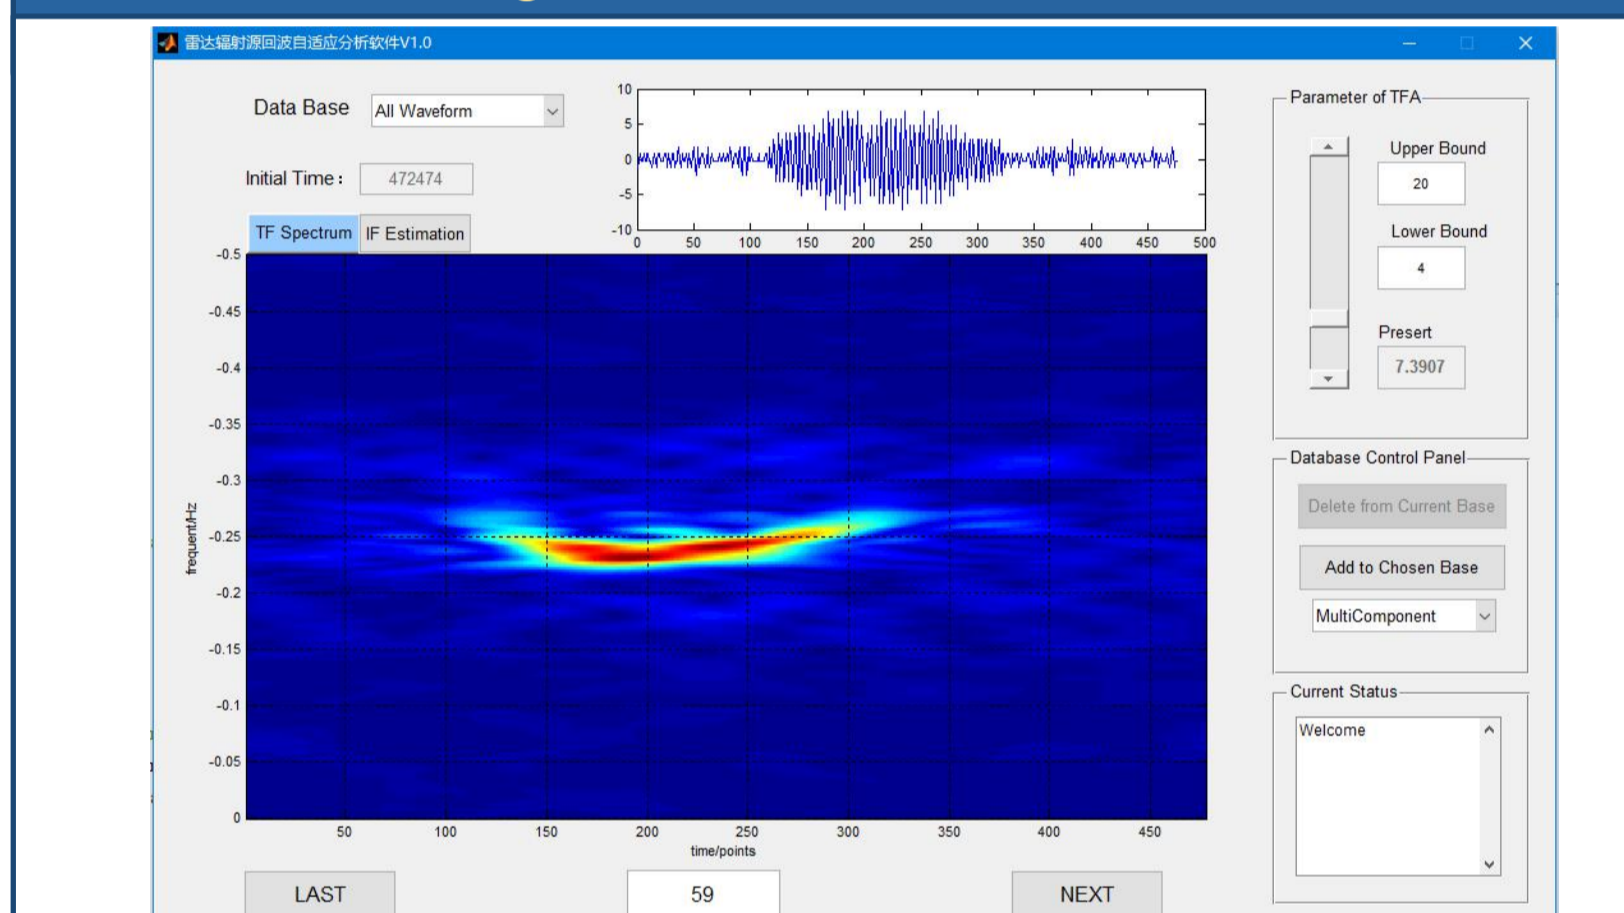 雷达辐射源回波自适应分析软件V1.0
Data Base
All Waveform
Initial Time：
472474
TF Spectrum
IF Estimation
10
5
0
-5
-10
0 50 100 150 200 250 300 350 400 450 500
-0.5
-0.45
-0.4
-0.35
-0.3
-0.25
-0.2
-0.15
-0.1
-0.05
0
frequent/Hz
50 100 150 200 250 300 350 400 450
time/points
LAST
59
NEXT
Parameter of TFA
Upper Bound
20
Lower Bound
4
Presert
7.3907
Database Control Panel
Delete from Current Base
Add to Chosen Base
MultiComponent
Current Status
Welcome